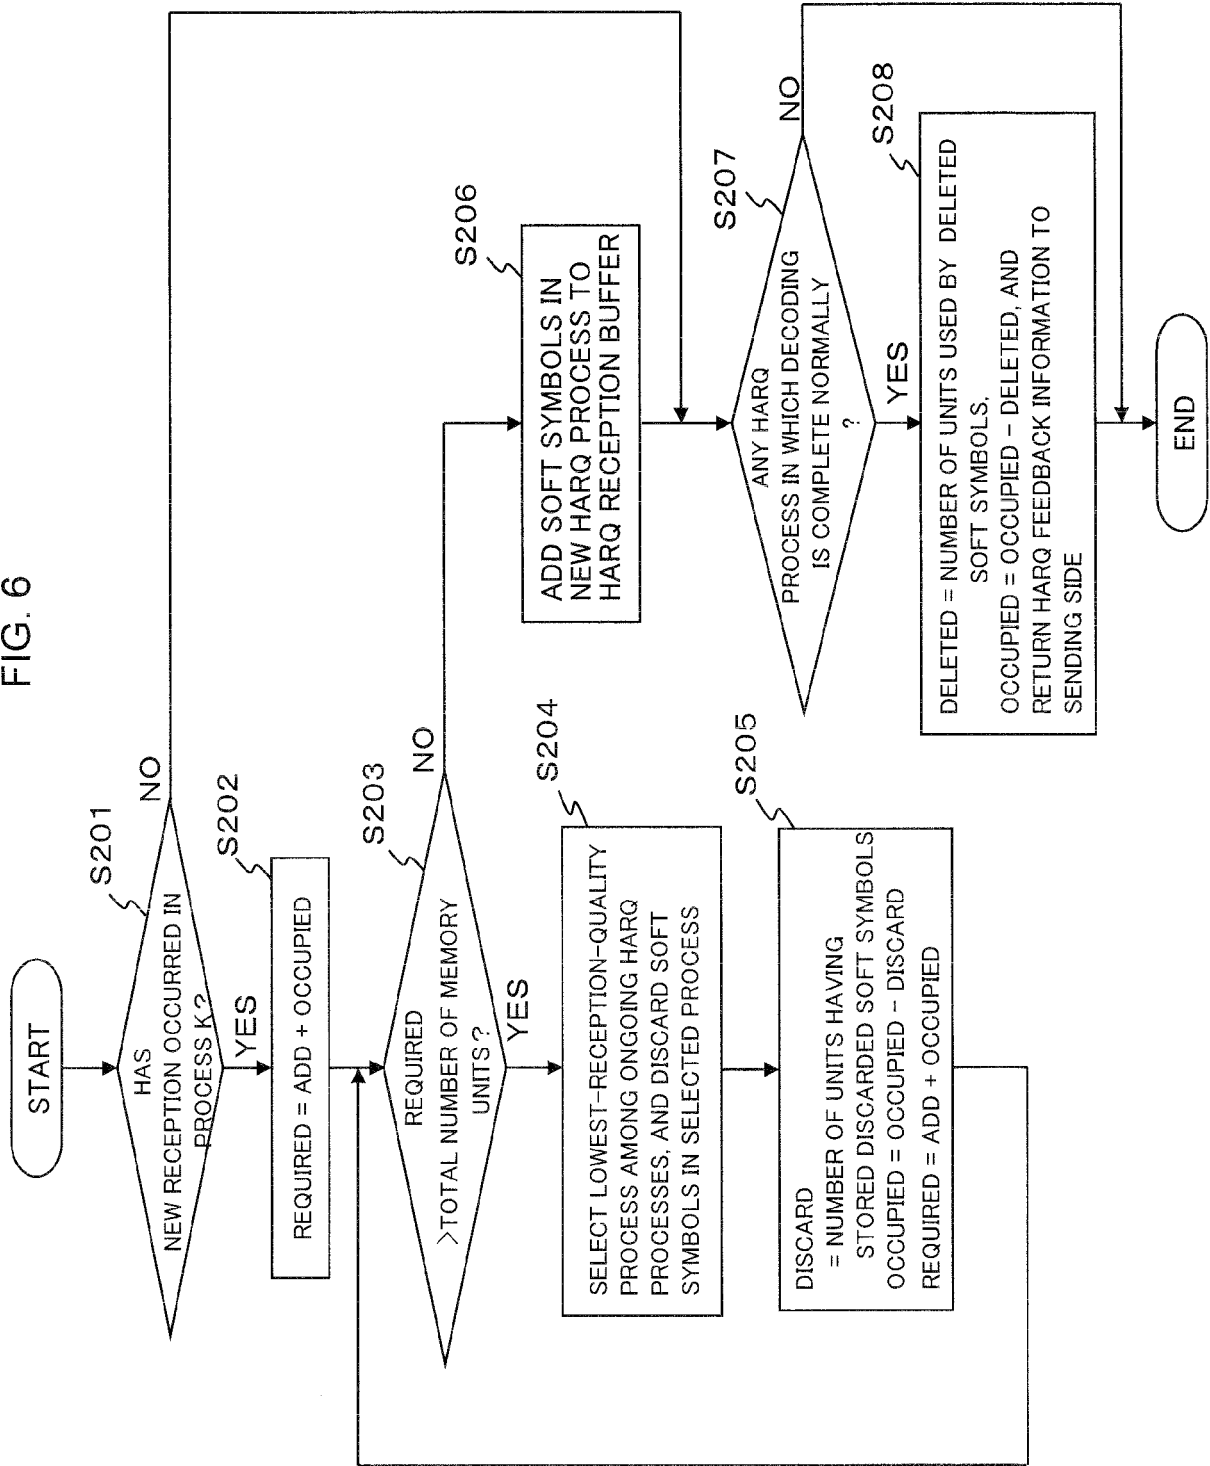 FIG. 6
START
S201
HAS
NEW RECEPTION OCCURRED IN
PROCESS K?
NO
YES
S202
REQUIRED = ADD + OCCUPIED
S203
REQUIRED
>TOTAL NUMBER OF MEMORY
UNITS?
NO
YES
S204
SELECT LOWEST-RECEPTION-QUALITY
PROCESS AMONG ONGOING HARQ
PROCESSES, AND DISCARD SOFT
SYMBOLS IN SELECTED PROCESS
S205
DISCARD
= NUMBER OF UNITS HAVING
STORED DISCARDED SOFT SYMBOLS
OCCUPIED = OCCUPIED - DISCARD
REQUIRED = ADD + OCCUPIED
S206
ADD SOFT SYMBOLS IN
NEW HARQ PROCESS TO
HARQ RECEPTION BUFFER
S207
ANY HARQ
PROCESS IN WHICH DECODING
IS COMPLETE NORMALLY
?
NO
YES
S208
DELETED = NUMBER OF UNITS USED BY DELETED
SOFT SYMBOLS,
OCCUPIED = OCCUPIED - DELETED, AND
RETURN HARQ FEEDBACK INFORMATION TO
SENDING SIDE
END